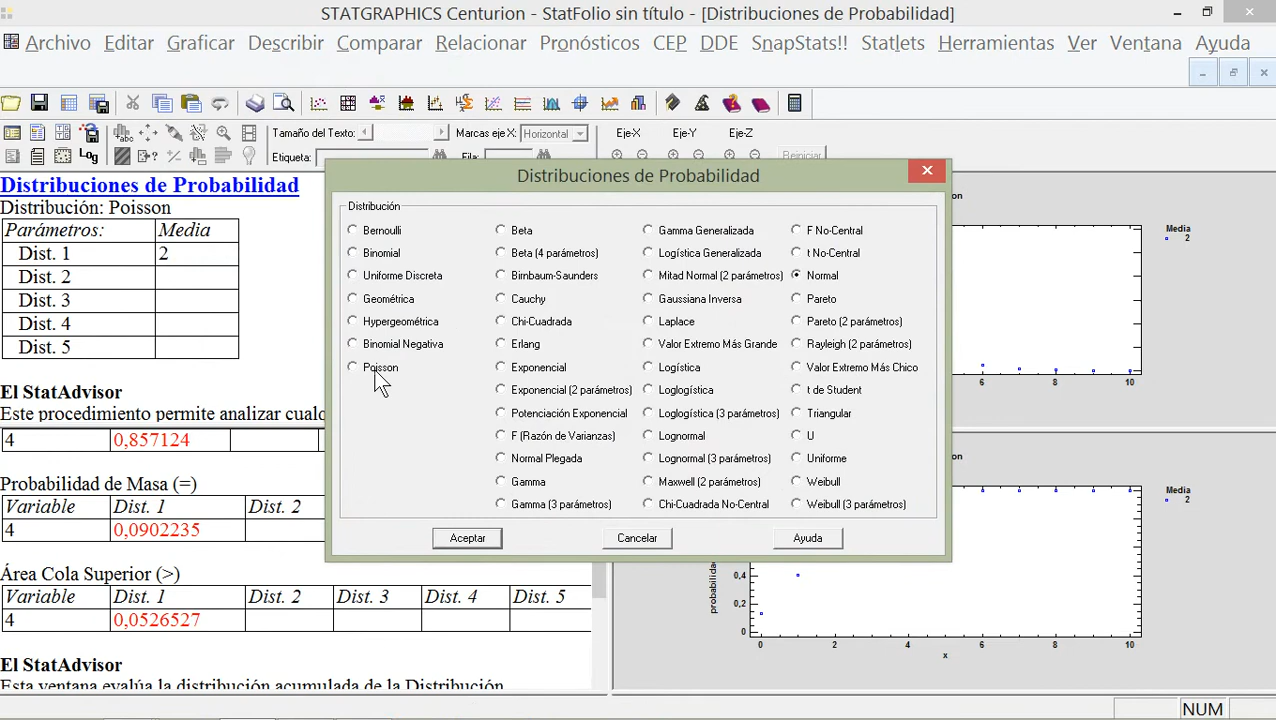 STATGRAPHICS Centurion - StatFolio sin título - [Distribuciones de Probabilidad]
Archivo Editar Graficar Describir Comparar Relacionar Pronósticos CEP DDE SnapStats!! Statlets Herramientas Ver Ventana Ayuda
Tamaño del Texto: Marcas eje X: Horizontal Eje-X Eje-Y Eje-Z
Log Etiqueta: Fila: Reiniciar
Distribuciones de Probabilidad
Distribución: Poisson
Parámetros: Media
Dist. 1 2
Dist. 2
Dist. 3
Dist. 4
Dist. 5
El StatAdvisor
Este procedimiento permite analizar
4 0,857124
Probabilidad de Masa (=)
Variable Dist. 1 Dist. 2
4 0,0902235
Área Cola Superior (>)
Variable Dist. 1 Dist. 2 Dist. 3 Dist. 4 Dist. 5
4 0,0526527
El StatAdvisor
Esta ventana evalúa la distribución acumulada de la Distribución
Distribuciones de Probabilidad
Distribución
Bernoulli
Binomial
Uniforme Discreta
Geométrica
Hypergeométrica
Binomial Negativa
Poisson
Beta
Beta (4 parámetros)
Birnbaum-Saunders
Cauchy
Chi-Cuadrada
Erlang
Exponencial
Exponencial (2 parámetros)
Potenciación Exponencial
F (Razón de Varianzas)
Normal Plegada
Gamma
Gamma (3 parámetros)
Gamma Generalizada
Logística Generalizada
Mitad Normal (2 parámetros)
Gaussiana Inversa
Laplace
Valor Extremo Más Grande
Logística
Loglogística
Loglogística (3 parámetros)
Lognormal
Lognormal (3 parámetros)
Maxwell (2 parámetros)
Chi-Cuadrada No-Central
F No-Central
t No-Central
Normal
Pareto
Pareto (2 parámetros)
Rayleigh (2 parámetros)
Valor Extremo Más Chico
t de Student
Triangular
U
Uniforme
Weibull
Weibull (3 parámetros)
Aceptar Cancelar Ayuda
Media
2
6 8 10
Media
2
probabilidad
0,4
0,2
0
0 2 4 6 8 10
x
NUM